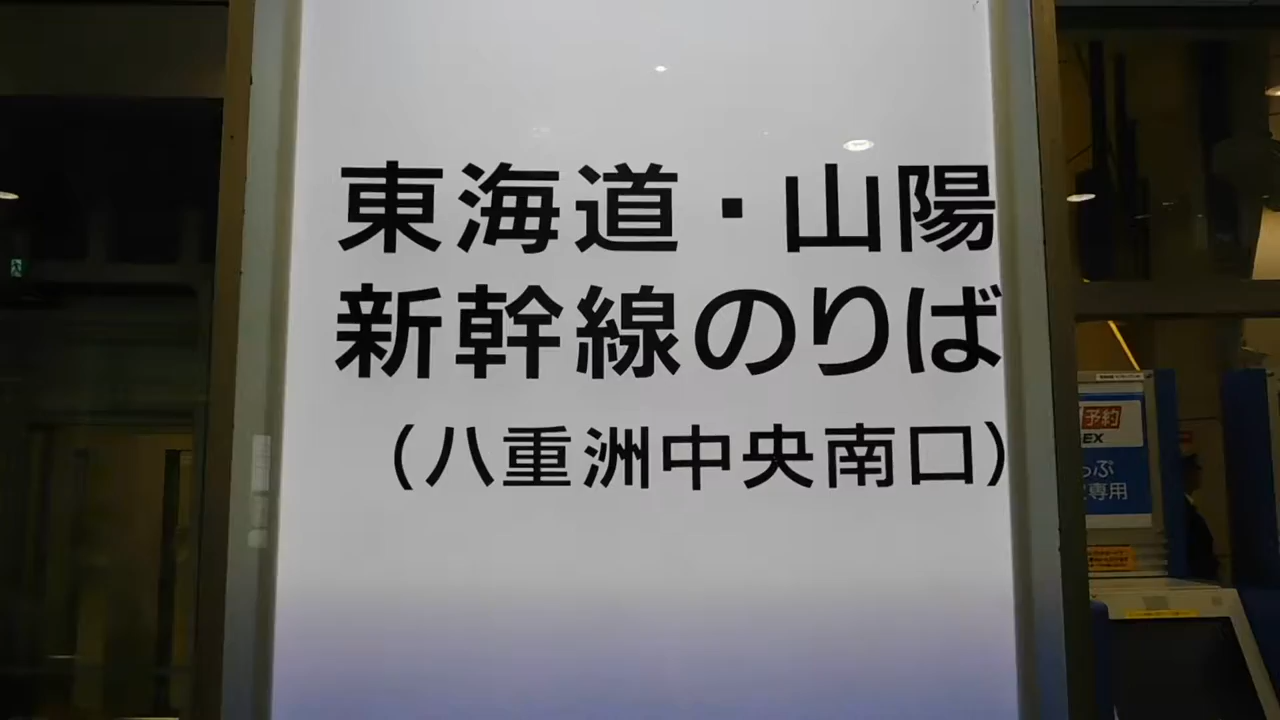 東海道・山陽
新幹線のりば
(八重洲中央南口)
予約
EX
専用